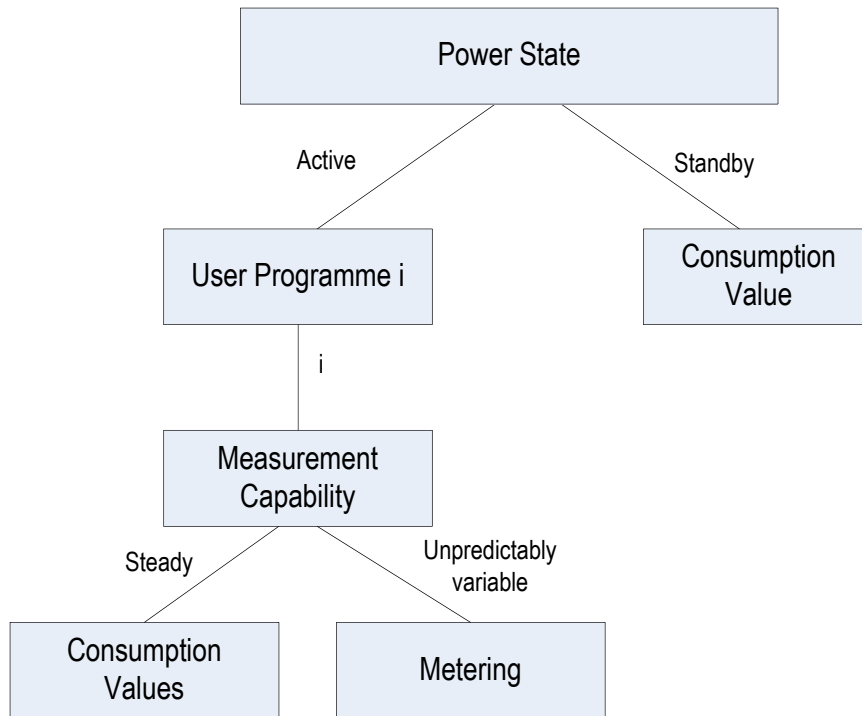 Power State
Active
Standby
User Programme i
Consumption
Value
i
Measurement
Capability
Steady
Unpredictably
variable
Consumption
Values
Metering